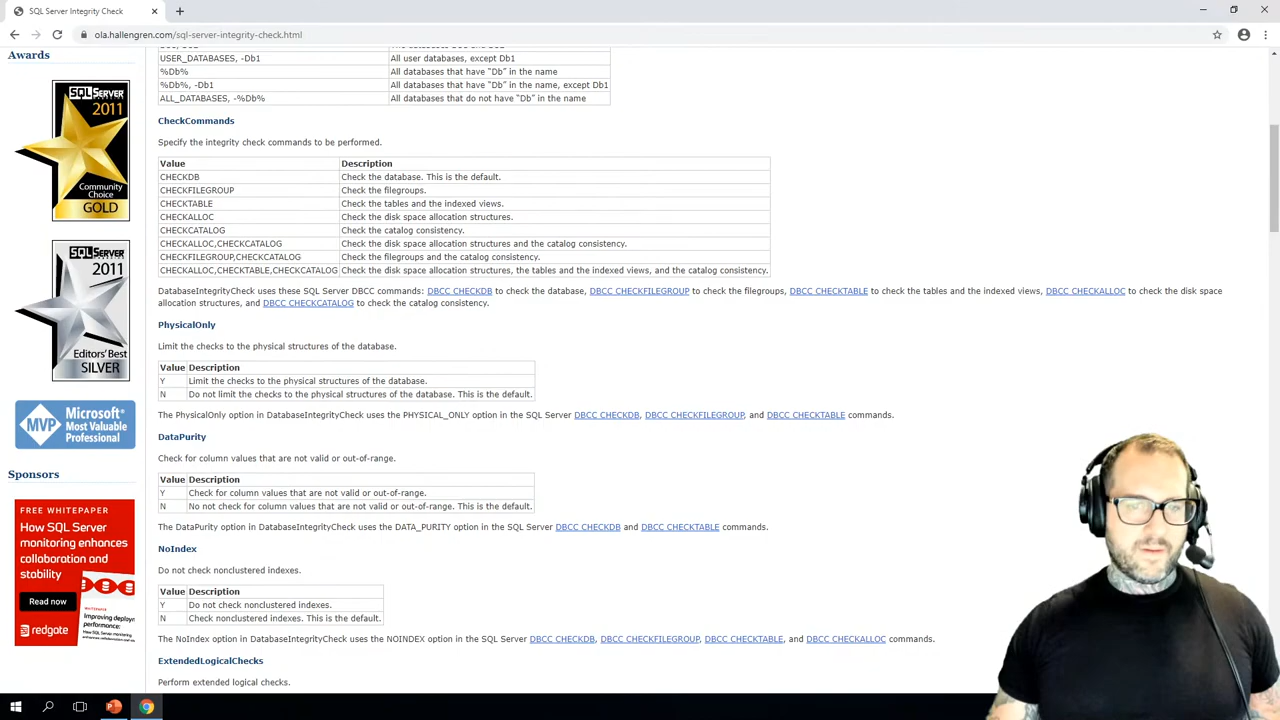 SQL Server Integrity Check
ola.hallengren.com/sql-server-integrity-check.html
Awards
SQL SERVER
2011
Community
Choice
GOLD
SQL SERVER
2011
Editors' Best
SILVER
MVP
Microsoft®
Most Valuable
Professional
Sponsors
FREE WHITEPAPER
How SQL Server
monitoring enhances
collaboration and
stability
Read now
redgate
USER_DATABASES, -Db1 All user databases, except Db1
%Db% All databases that have "Db" in the name
%Db%, -Db1 All databases that have "Db" in the name, except Db1
ALL_DATABASES, -%Db% All databases that do not have "Db" in the name
CheckCommands
Specify the integrity check commands to be performed.
Value Description
CHECKDB Check the database. This is the default.
CHECKFILEGROUP Check the filegroups.
CHECKTABLE Check the tables and the indexed views.
CHECKALLOC Check the disk space allocation structures.
CHECKCATALOG Check the catalog consistency.
CHECKALLOC,CHECKCATALOG Check the disk space allocation structures and the catalog consistency.
CHECKFILEGROUP,CHECKCATALOG Check the filegroups and the catalog consistency.
CHECKALLOC,CHECKTABLE,CHECKCATALOG Check the disk space allocation structures, the tables and the indexed views, and the catalog consistency.
DatabaseIntegrityCheck uses these SQL Server DBCC commands: DBCC CHECKDB to check the database, DBCC CHECKFILEGROUP to check the filegroups, DBCC CHECKTABLE to check the tables and the indexed views, DBCC CHECKALLOC to check the disk space
allocation structures, and DBCC CHECKCATALOG to check the catalog consistency.
PhysicalOnly
Limit the checks to the physical structures of the database.
Value Description
Y Limit the checks to the physical structures of the database.
N Do not limit the checks to the physical structures of the database. This is the default.
The PhysicalOnly option in DatabaseIntegrityCheck uses the PHYSICAL_ONLY option in the SQL Server DBCC CHECKDB, DBCC CHECKFILEGROUP, and DBCC CHECKTABLE commands.
DataPurity
Check for column values that are not valid or out-of-range.
Value Description
Y Check for column values that are not valid or out-of-range.
N No not check for column values that are not valid or out-of-range. This is the default.
The DataPurity option in DatabaseIntegrityCheck uses the DATA_PURITY option in the SQL Server DBCC CHECKDB and DBCC CHECKTABLE commands.
NoIndex
Do not check nonclustered indexes.
Value Description
Y Do not check nonclustered indexes.
N Check nonclustered indexes. This is the default.
The NoIndex option in DatabaseIntegrityCheck uses the NOINDEX option in the SQL Server DBCC CHECKDB, DBCC CHECKFILEGROUP, DBCC CHECKTABLE, and DBCC CHECKALLOC commands.
ExtendedLogicalChecks
Perform extended logical checks.